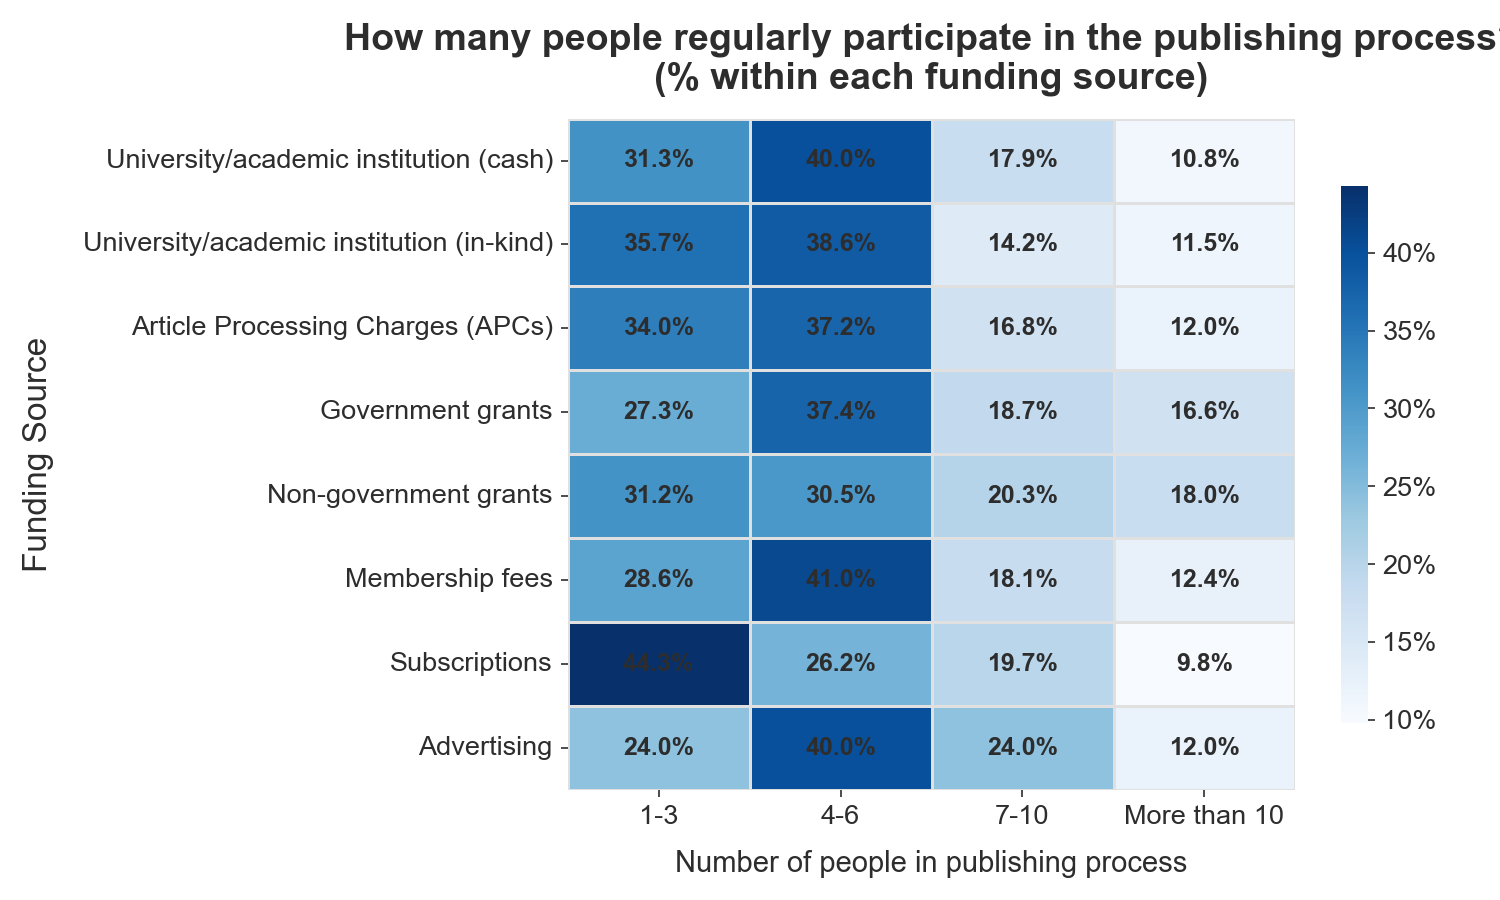 How many people regularly participate in the publishing process?
(% within each funding source)
University/academic institution (cash) 31.3% 40.0% 17.9% 10.8%
University/academic institution (in-kind) 35.7% 38.6% 14.2% 11.5%
Article Processing Charges (APCs) 34.0% 37.2% 16.8% 12.0%
Government grants 27.3% 37.4% 18.7% 16.6%
Non-government grants 31.2% 30.5% 20.3% 18.0%
Membership fees 28.6% 41.0% 18.1% 12.4%
Subscriptions 44.3% 26.2% 19.7% 9.8%
Advertising 24.0% 40.0% 24.0% 12.0%
1-3 4-6 7-10 More than 10
Number of people in publishing process
Funding Source
40%
35%
30%
25%
20%
15%
10%